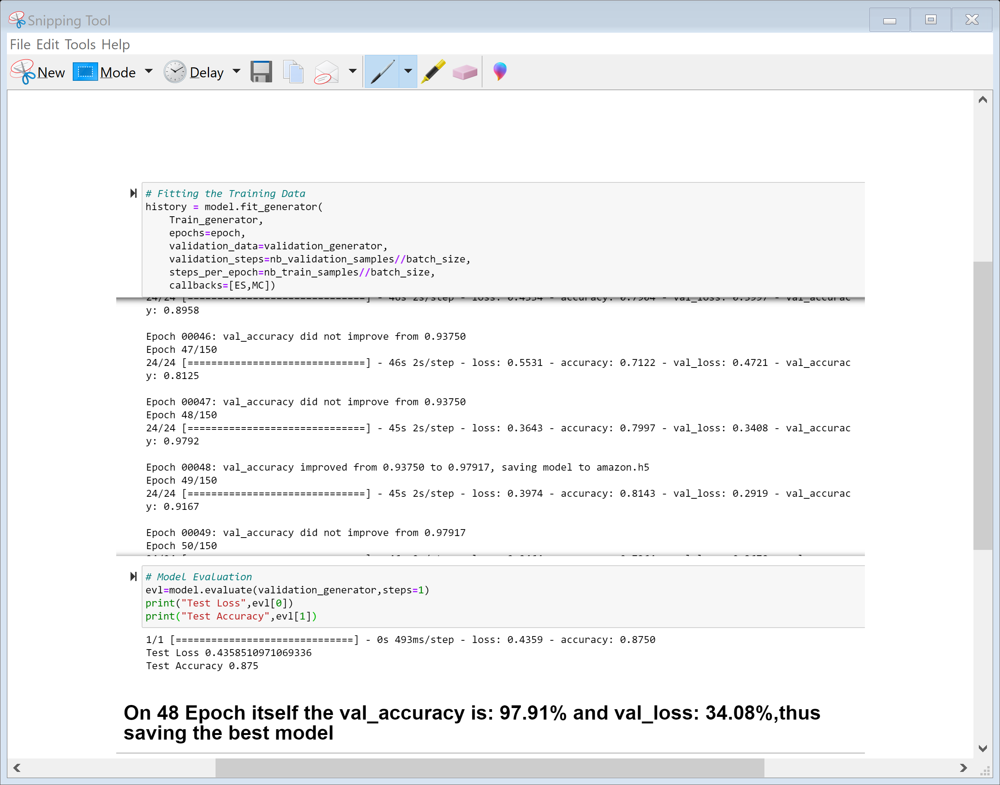 Snipping Tool
File Edit Tools Help
New Mode Delay
# Fitting the Training Data
history = model.fit_generator(
    Train_generator,
    epochs=epoch,
    validation_data=validation_generator,
    validation_steps=nb_validation_samples//batch_size,
    steps_per_epoch=nb_train_samples//batch_size,
    callbacks=[ES,MC])
y: 0.8958
Epoch 00046: val_accuracy did not improve from 0.93750
Epoch 47/150
24/24 [==============================] - 46s 2s/step - loss: 0.5531 - accuracy: 0.7122 - val_loss: 0.4721 - val_accurac
y: 0.8125
Epoch 00047: val_accuracy did not improve from 0.93750
Epoch 48/150
24/24 [==============================] - 45s 2s/step - loss: 0.3643 - accuracy: 0.7997 - val_loss: 0.3408 - val_accurac
y: 0.9792
Epoch 00048: val_accuracy improved from 0.93750 to 0.97917, saving model to amazon.h5
Epoch 49/150
24/24 [==============================] - 45s 2s/step - loss: 0.3974 - accuracy: 0.8143 - val_loss: 0.2919 - val_accurac
y: 0.9167
Epoch 00049: val_accuracy did not improve from 0.97917
Epoch 50/150
# Model Evaluation
evl=model.evaluate(validation_generator,steps=1)
print("Test Loss",evl[0])
print("Test Accuracy",evl[1])
1/1 [==============================] - 0s 493ms/step - loss: 0.4359 - accuracy: 0.8750
Test Loss 0.4358510971069336
Test Accuracy 0.875
On 48 Epoch itself the val_accuracy is: 97.91% and val_loss: 34.08%,thus
saving the best model